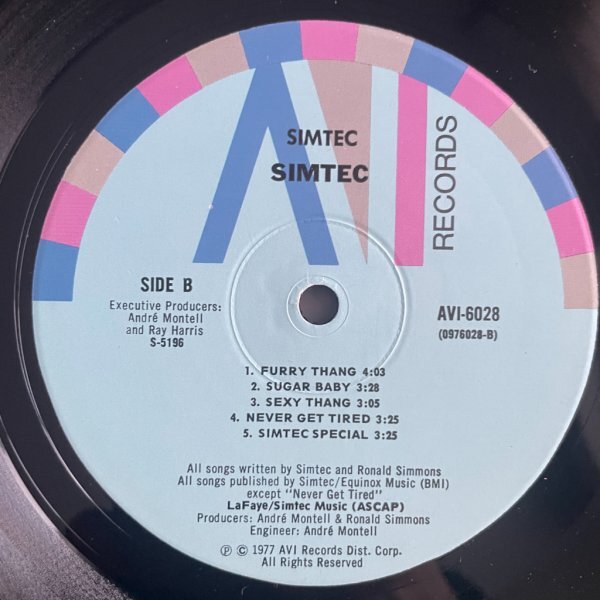 AVI
RECORDS
SIMTEC
SIMTEC
SIDE B
Executive Producers:
André Montell
and Ray Harris
S-5196
AVI-6028
(0976028-B)
1. FURRY THANG 4:03
2. SUGAR BABY 3:28
3. SEXY THANG 3:05
4. NEVER GET TIRED 3:25
5. SIMTEC SPECIAL 3:25
All songs written by Simtec and Ronald Simmons
All songs published by Simtec/Equinox Music (BMI)
except "Never Get Tired"
LaFaye/Simtec Music (ASCAP)
Producers: André Montell & Ronald Simmons
Engineer: André Montell
℗ © 1977 AVI Records Dist. Corp.
All Rights Reserved